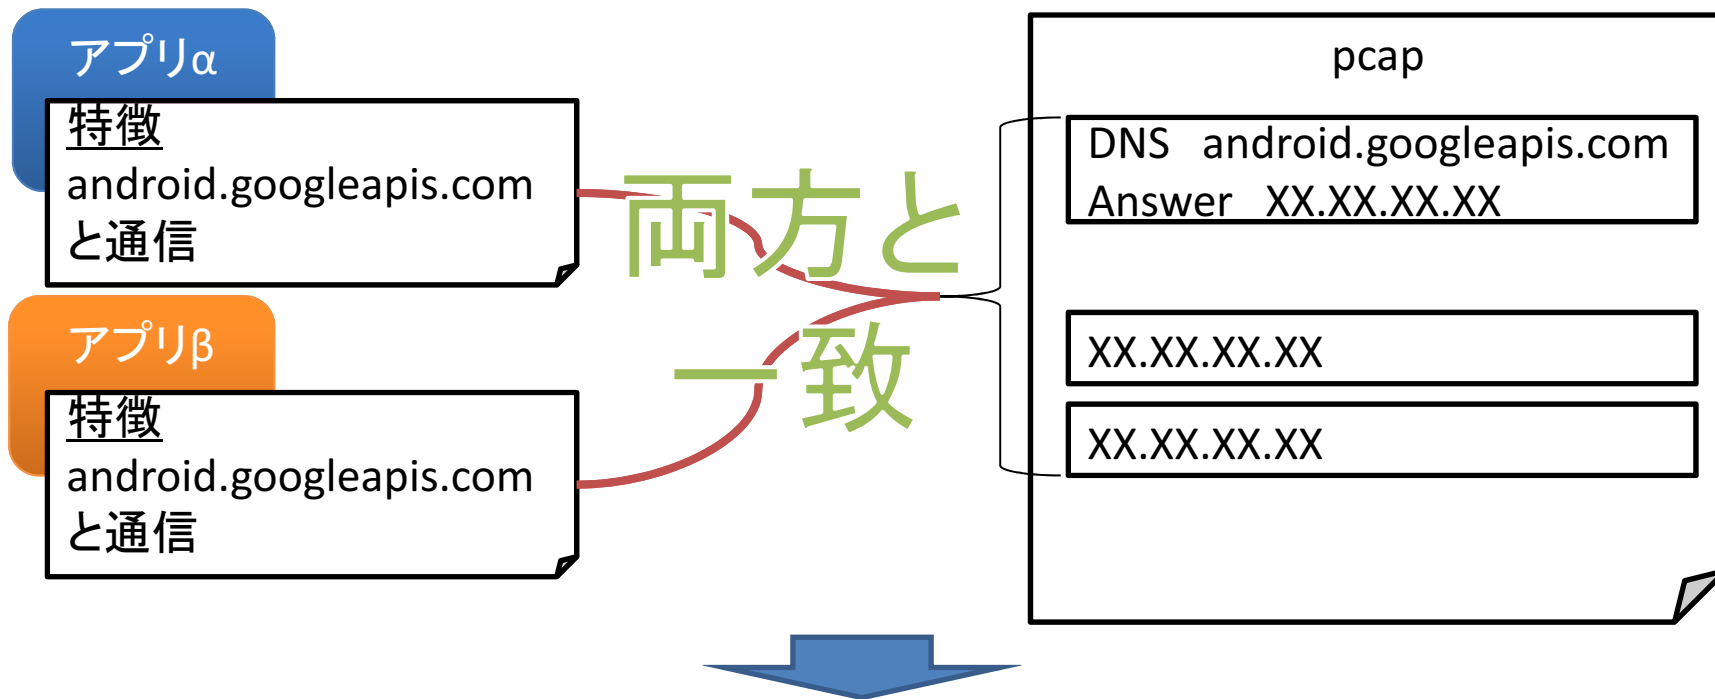 アプリα
特徴
android.googleapis.com
と通信
アプリβ
特徴
android.googleapis.com
と通信
両方と
一致
pcap
DNS android.googleapis.com
Answer XX.XX.XX.XX
XX.XX.XX.XX
XX.XX.XX.XX